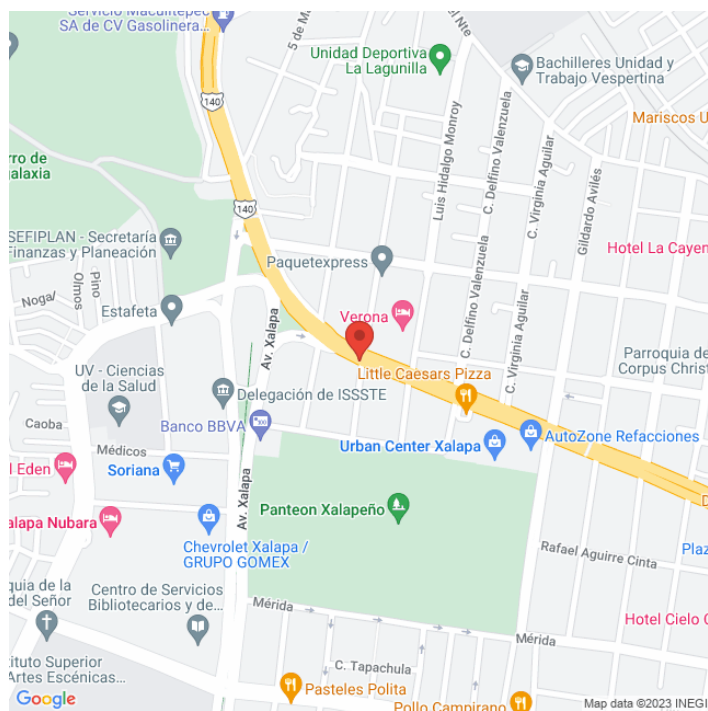 Servicio Macuiltepec
SA de CV Gasolinera...
5 de M
el Nte
Unidad Deportiva
La Lagunilla
Bachilleres Unidad y
Trabajo Vespertina
140
Mariscos U
Luis Hidalgo Monroy
C. Delfino Valenzuela
C. Virginia Aguilar
Gildardo Avilés
rro de
alaxia
140
SEFIPLAN - Secretaría
Finanzas y Planeación
Hotel La Cayen
Paquetexpress
Noga/
Olmos
Pino
Estafeta
Verona
C. Delfino Valenzuela
C. Virginia Aguilar
Av. Xalapa
Parroquia de
Corpus Christ
UV - Ciencias
de la Salud
Little Caesars Pizza
Delegación de ISSSTE
Caoba
Banco BBVA
Médicos
Urban Center Xalapa
AutoZone Refacciones
l Eden
Soriana
Av. Xalapa
Panteon Xalapeño
D
alapa Nubara
Chevrolet Xalapa /
GRUPO GOMEX
Rafael Aguirre Cinta
Plaz
quia de la
del Señor
Centro de Servicios
Bibliotecarios y de...
Mérida
Hotel Cielo C
Mérida
tituto Superior
Artes Escénicas...
C. Tapachula
Pasteles Polita
Pollo Campirano
Google
Map data ©2023 INEGI